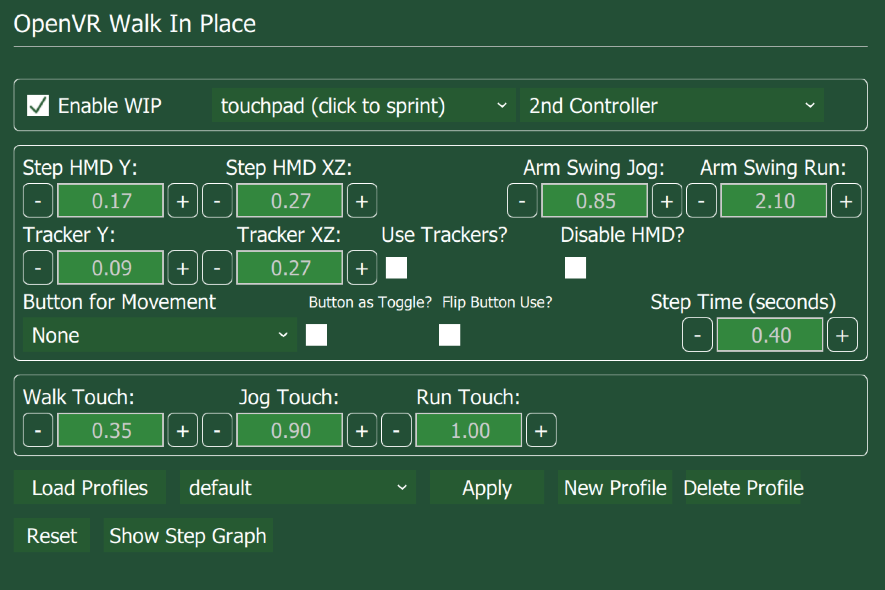 OpenVR Walk In Place
Enable WIP touchpad (click to sprint) 2nd Controller
Step HMD Y: Step HMD XZ: Arm Swing Jog: Arm Swing Run:
- 0.17 + - 0.27 + - 0.85 + - 2.10 +
Tracker Y: Tracker XZ: Use Trackers? Disable HMD?
- 0.09 + - 0.27 +
Button for Movement Button as Toggle? Flip Button Use? Step Time (seconds)
None - 0.40 +
Walk Touch: Jog Touch: Run Touch:
- 0.35 + - 0.90 + - 1.00 +
Load Profiles default Apply New Profile Delete Profile
Reset Show Step Graph